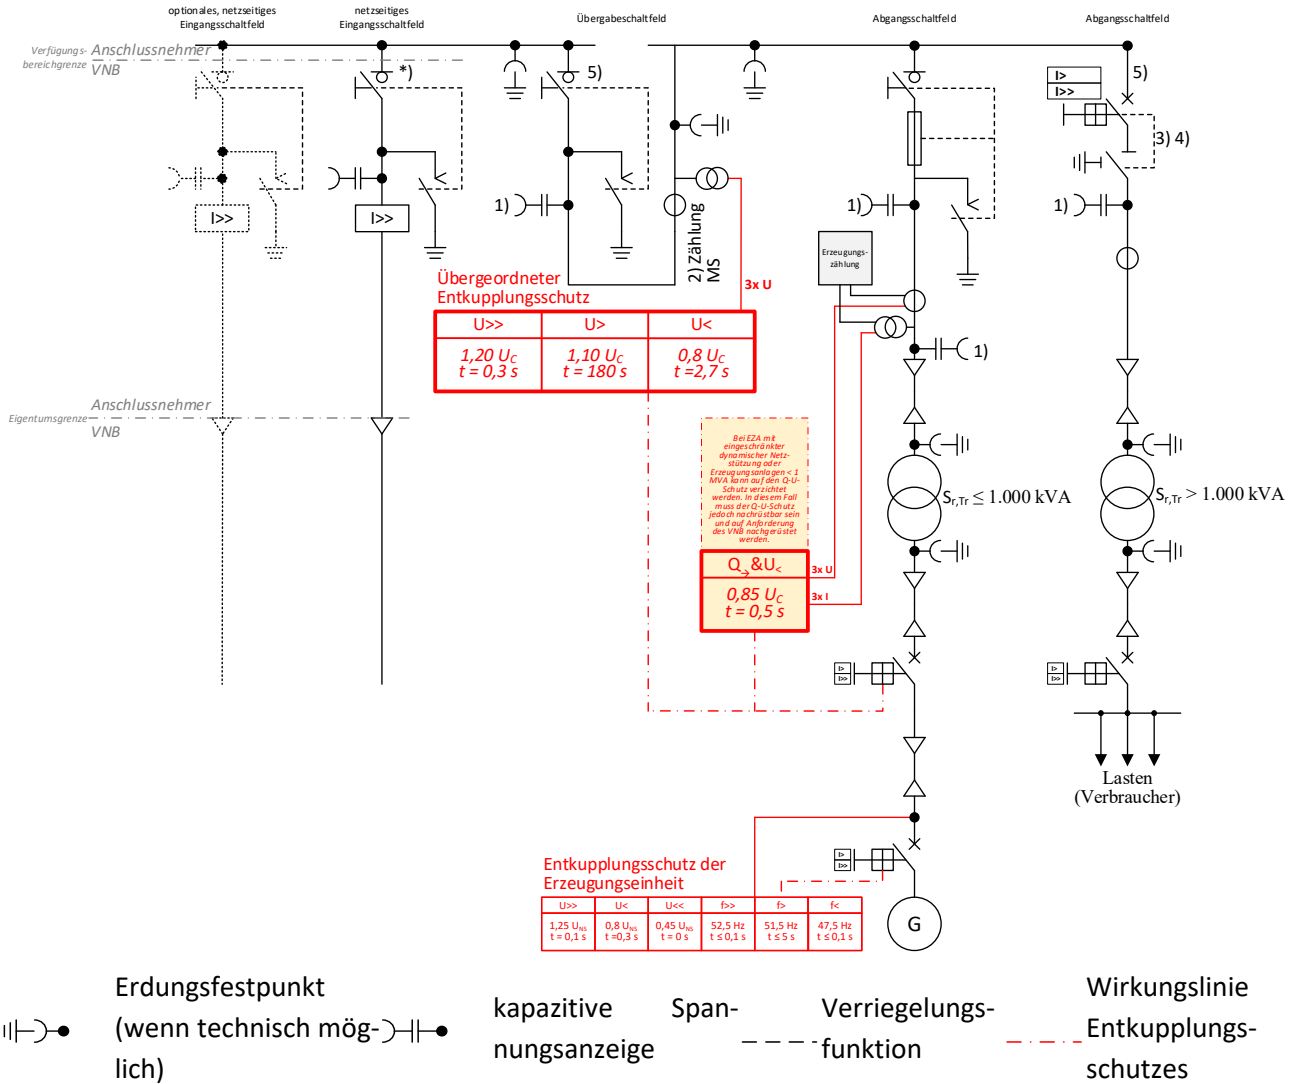 optionales, netzseitiges
Eingangsschaltfeld
netzseitiges
Eingangsschaltfeld
Übergabeschaltfeld
Abgangsschaltfeld
Abgangsschaltfeld
Verfügungs-
bereichgrenze
Anschlussnehmer
VNB
*)
5)
5)
I>
I>>
3) 4)
1)
1)
1)
I>>
I>>
2) Zählung
MS
Erzeugungs-
zählung
3x U
Übergeordneter
Entkupplungsschutz
U>> U> U<
1,20 UC 1,10 UC 0,8 UC
t = 0,3 s t = 180 s t =2,7 s
1)
Eigentumsgrenze
Anschlussnehmer
VNB
Bei EZA mit
eingeschränkter
dynamischer Netz-
stützung oder
Erzeugungsanlagen < 1
MVA kann auf den Q-U-
Schutz verzichtet
werden. In diesem Fall
muss der Q-U-Schutz
jedoch nachrüstbar sein
und auf Anforderung
des VNB nachgerüstet
werden.
Sr,Tr ≤ 1.000 kVA
Sr,Tr > 1.000 kVA
Q→&U<
3x U
0,85 UC
t = 0,5 s
3x I
I>
I>>
I>
I>>
Lasten
(Verbraucher)
I>
I>>
Entkupplungsschutz der
Erzeugungseinheit
U>> U< U<< f>> f> f<
1,25 UNS 0,8 UNS 0,45 UNS 52,5 Hz 51,5 Hz 47,5 Hz
t = 0,1 s t =0,3 s t = 0 s t ≤ 0,1 s t ≤ 5 s t ≤ 0,1 s
G
Erdungsfestpunkt
(wenn technisch mög-
lich)
kapazitive Span-
nungsanzeige
Verriegelungs-
funktion
Wirkungslinie
Entkupplungs-
schutzes